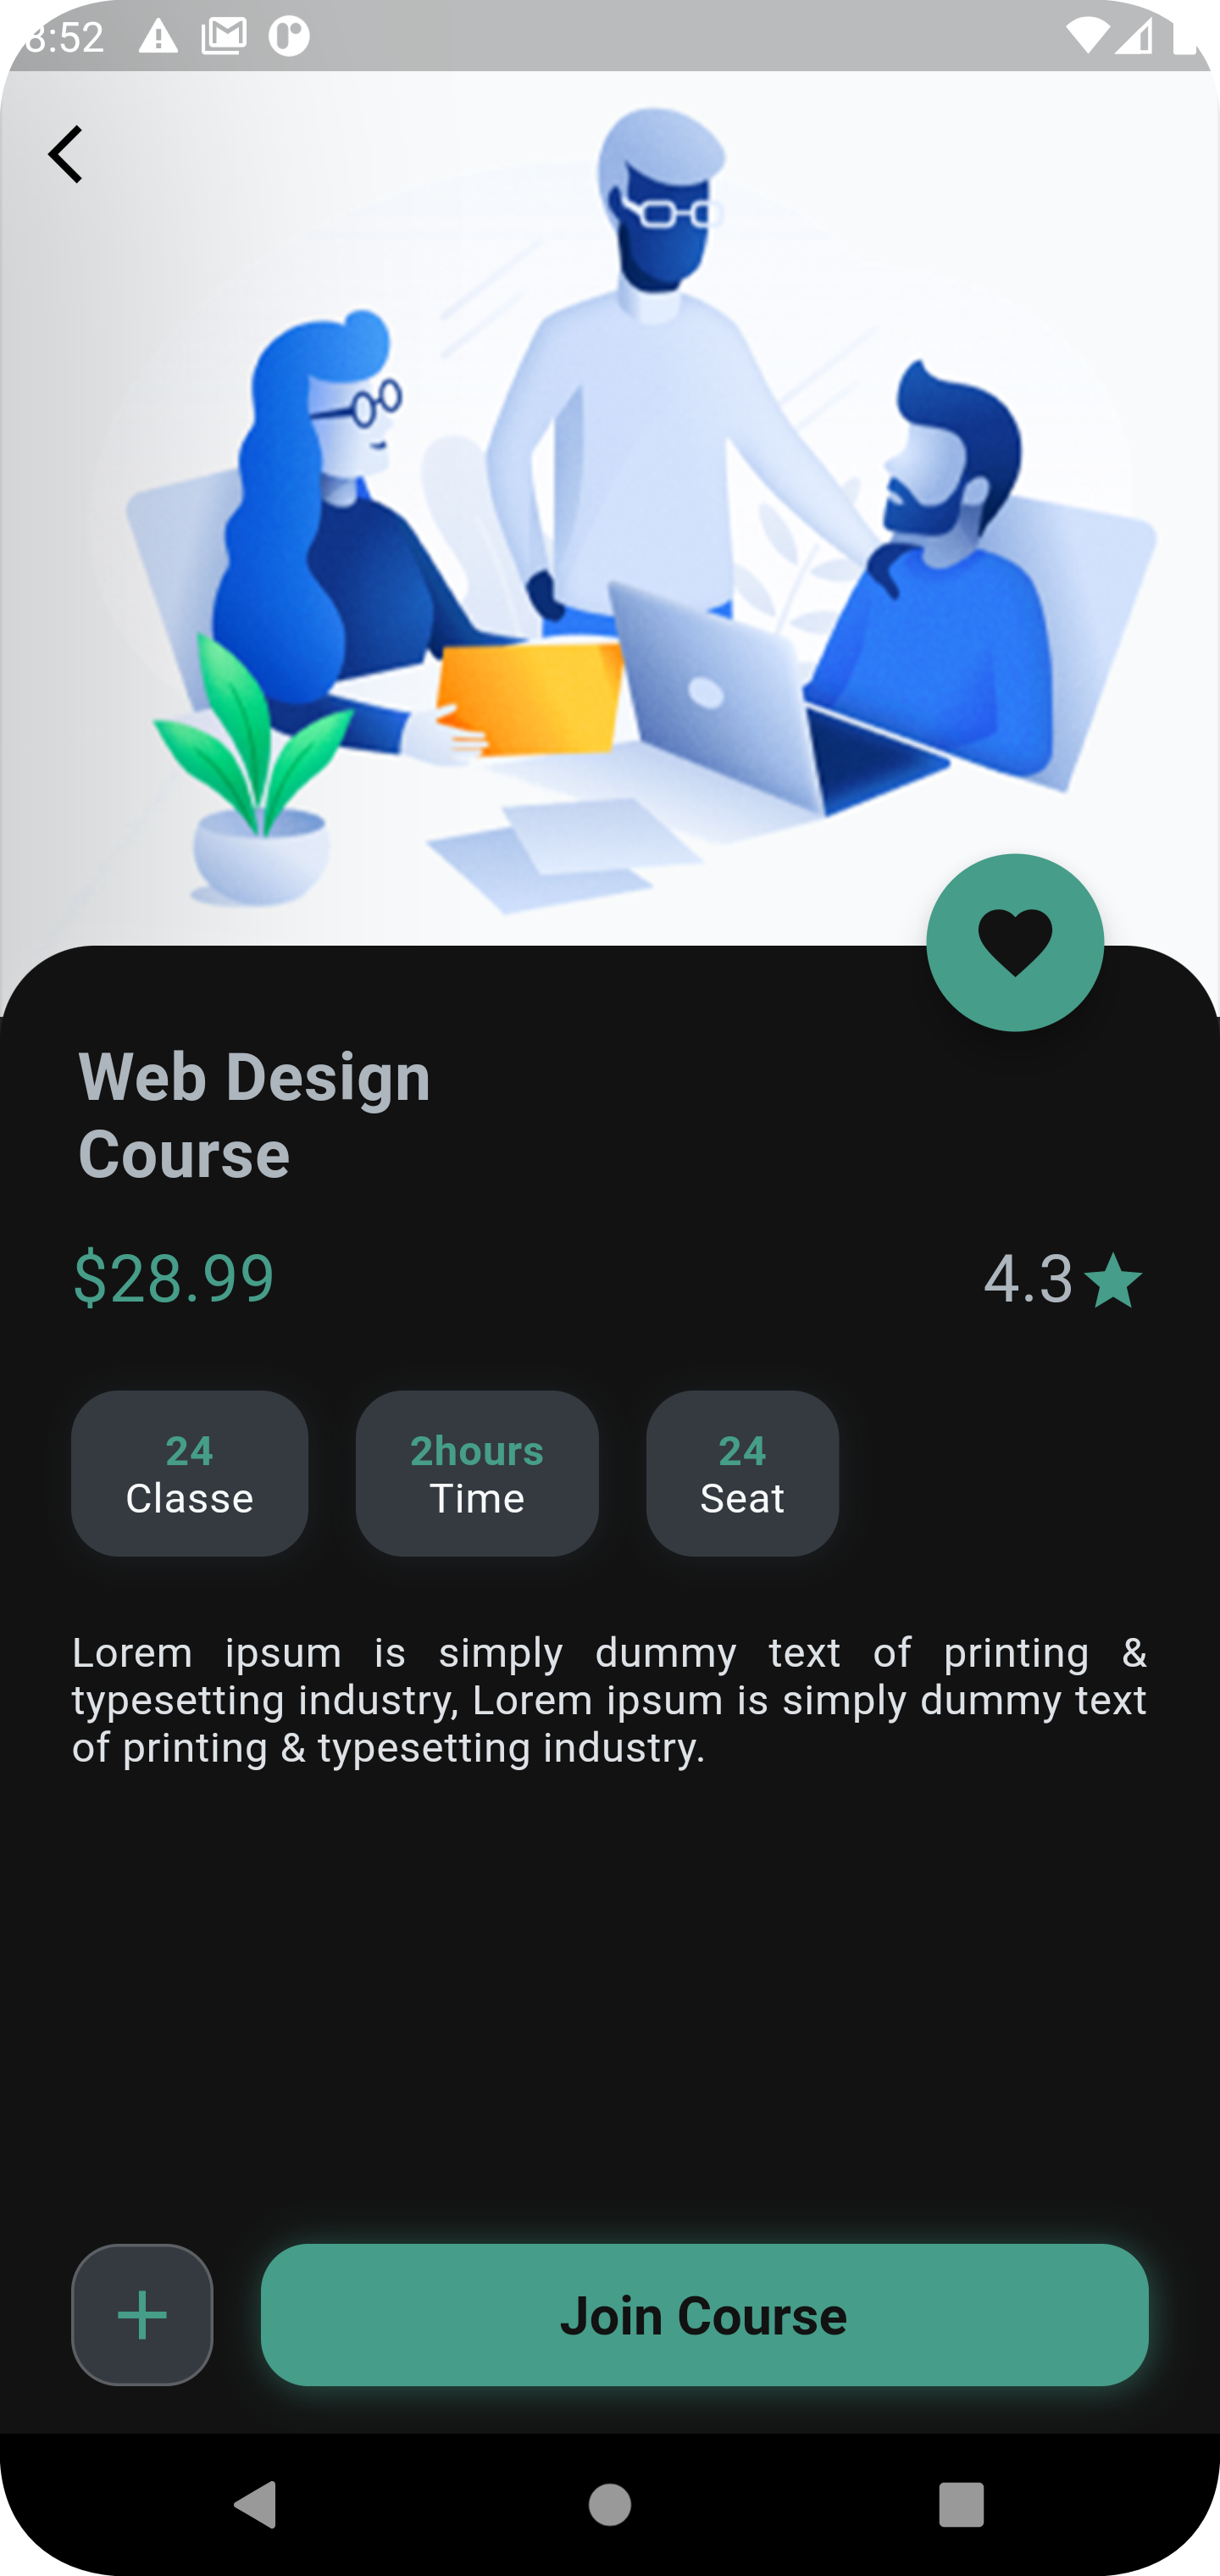 8:52
Web Design
Course
$28.99
4.3
24
Classe
2hours
Time
24
Seat
Lorem ipsum is simply dummy text of printing &
typesetting industry, Lorem ipsum is simply dummy text
of printing & typesetting industry.
Join Course